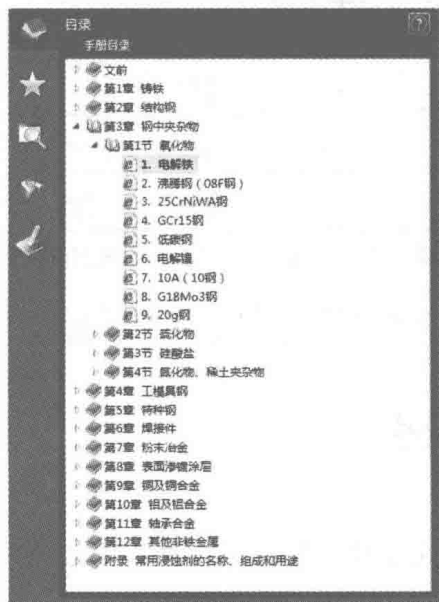 目录
?
手册目录
文前
第1章 铸铁
第2章 结构钢
第3章 钢中夹杂物
第1节 氧化物
1. 电解铁
2. 沸腾钢（08F钢）
3. 25CrNiWA钢
4. GCr15钢
5. 低碳钢
6. 电解镍
7. 10A（10钢）
8. G18Mo3钢
9. 20g钢
第2节 硫化物
第3节 硅酸盐
第4节 氮化物、稀土夹杂物
第4章 工模具钢
第5章 特种钢
第6章 焊接件
第7章 粉末冶金
第8章 表面渗镀涂层
第9章 铜及铜合金
第10章 铝及铝合金
第11章 轴承合金
第12章 其他非铁金属
附录 常用浸蚀剂的名称、组成和用途